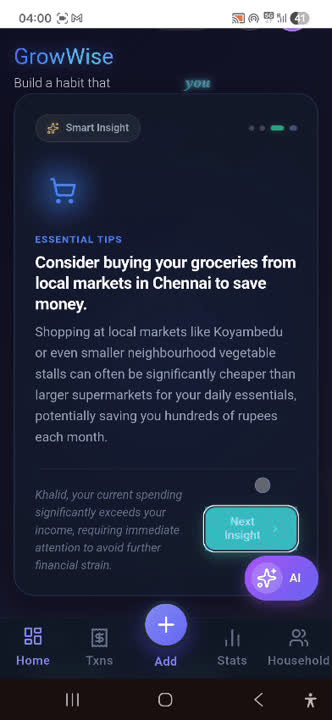 04:00
41
GrowWise
Build a habit that you
Smart Insight
ESSENTIAL TIPS
Consider buying your groceries from
local markets in Chennai to save
money.
Shopping at local markets like Koyambedu
or even smaller neighbourhood vegetable
stalls can often be significantly cheaper than
larger supermarkets for your daily essentials,
potentially saving you hundreds of rupees
each month.
Khalid, your current spending
significantly exceeds your
income, requiring immediate
attention to avoid further
financial strain.
Next
Insight
AI
Home
Txns
Add
Stats
Household